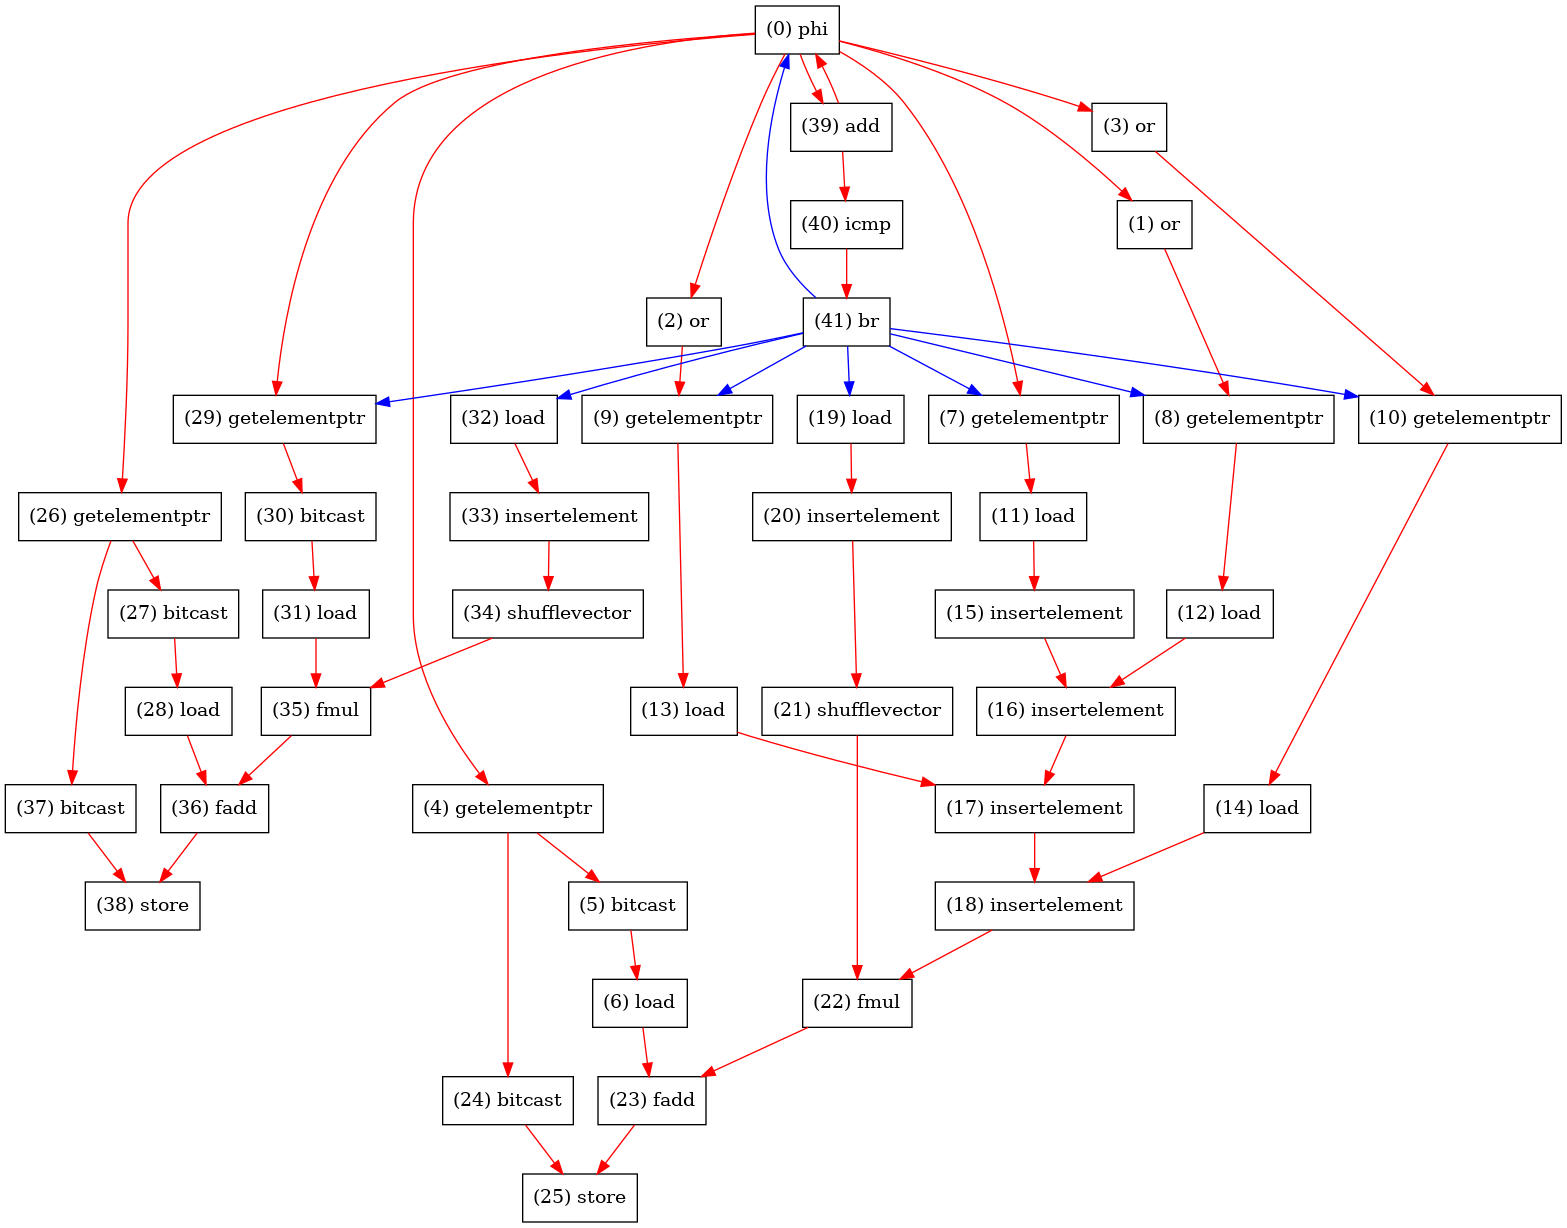 (0) phi
(39) add
(3) or
(40) icmp
(1) or
(2) or
(41) br
(29) getelementptr
(32) load
(9) getelementptr
(19) load
(7) getelementptr
(8) getelementptr
(10) getelementptr
(26) getelementptr
(30) bitcast
(33) insertelement
(20) insertelement
(11) load
(27) bitcast
(31) load
(34) shufflevector
(15) insertelement
(12) load
(28) load
(35) fmul
(13) load
(21) shufflevector
(16) insertelement
(37) bitcast
(36) fadd
(4) getelementptr
(17) insertelement
(14) load
(38) store
(5) bitcast
(18) insertelement
(6) load
(22) fmul
(24) bitcast
(23) fadd
(25) store